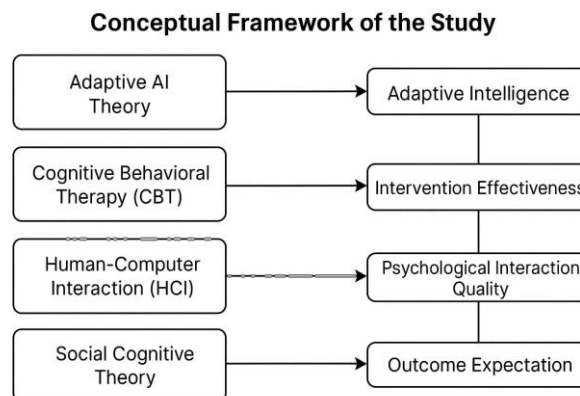 Conceptual Framework of the Study
Adaptive AI
Theory
Adaptive Intelligence
Cognitive Behavioral
Therapy (CBT)
Intervention Effectiveness
Human-Computer
Interaction (HCI)
Psychological Interaction
Quality
Social Cognitive
Theory
Outcome Expectation